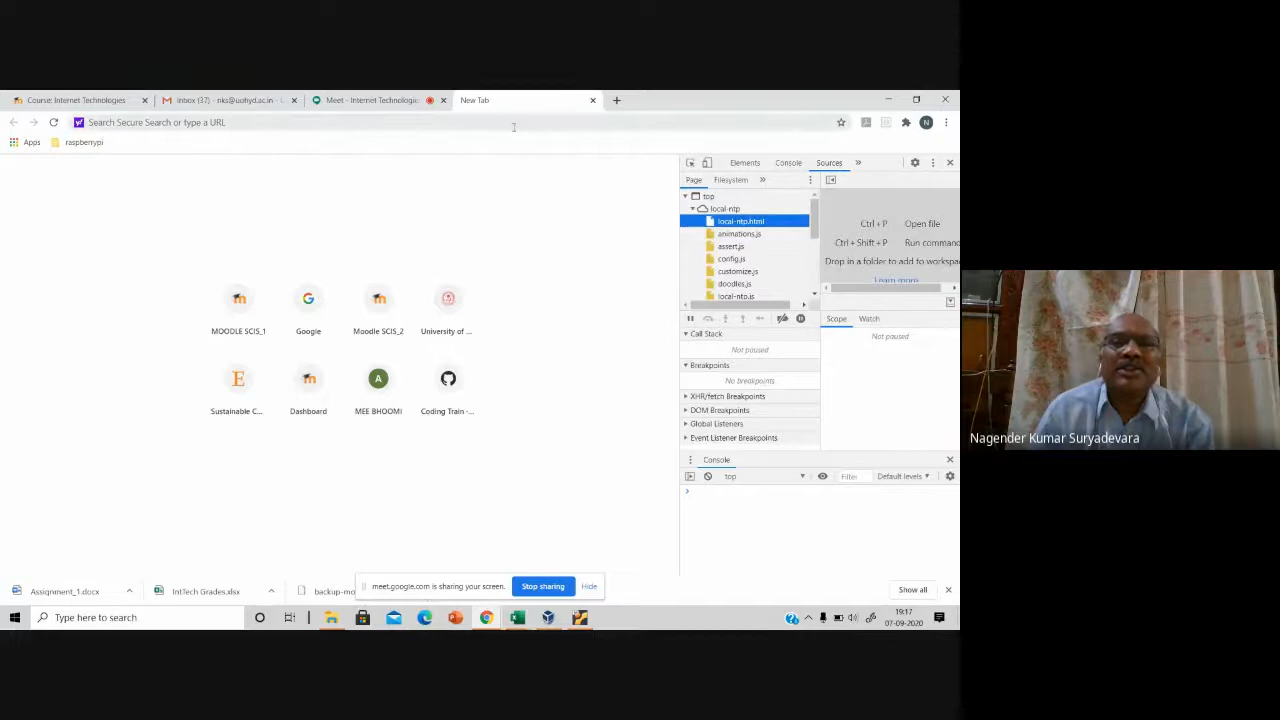 Course: Internet Technologies
Inbox (37) - nks@uohyd.ac.in - U
Meet - Internet Technologie
New Tab
Search Secure Search or type a URL
N
Apps
raspberrypi
Elements
Console
Sources
Page
Filesystem
top
local-ntp
local-ntp.html
animations.js
assert.js
config.js
customize.js
doodles.js
local-ntp.js
Ctrl + P Open file
Ctrl + Shift + P Run command
Drop in a folder to add to workspa
Learn more
Scope
Watch
Not paused
Call Stack
Not paused
Breakpoints
No breakpoints
XHR/fetch Breakpoints
DOM Breakpoints
Global Listeners
Event Listener Breakpoints
Console
top
Filter
Default levels
MOODLE SCIS_1
Google
Moodle SCIS_2
University of ...
E
A
Sustainable C...
Dashboard
MEE BHOOMI
Coding Train -...
Nagender Kumar Suryadevara
Assignment_1.docx
IntTech Grades.xlsx
backup-mo
meet.google.com is sharing your screen.
Stop sharing
Hide
Show all
Type here to search
19:17
07-09-2020